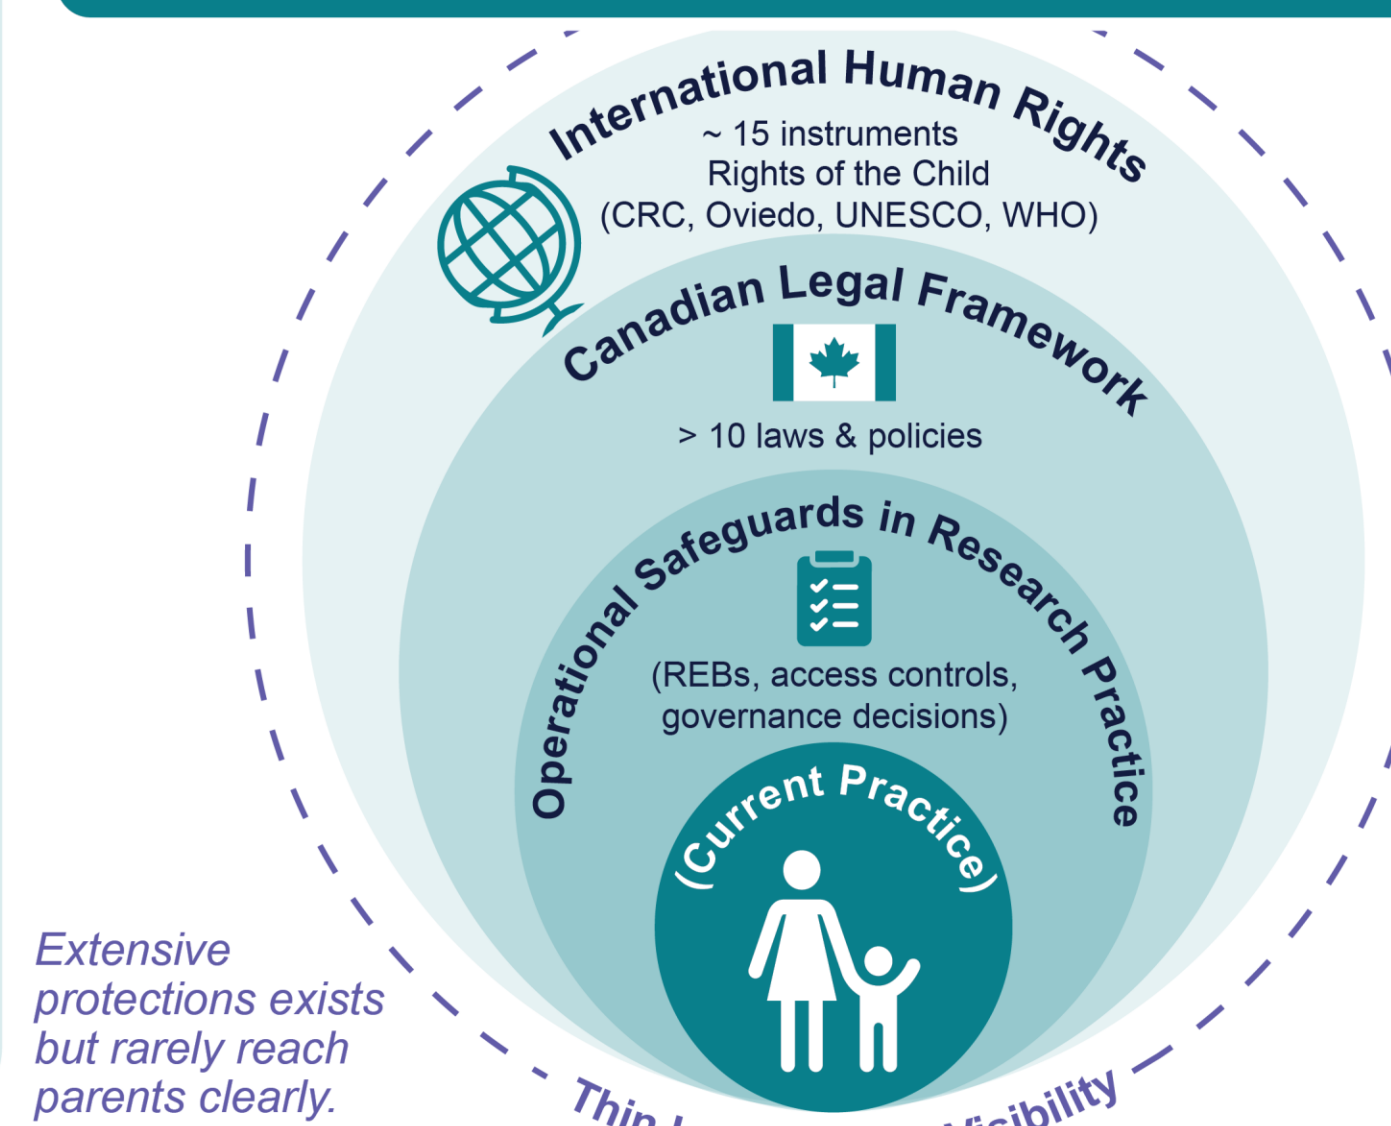 International Human Rights
~ 15 instruments
Rights of the Child
(CRC, Oviedo, UNESCO, WHO)
Canadian Legal Framework
> 10 laws & policies
Operational Safeguards in Research Practice
(REBs, access controls,
governance decisions)
(Current Practice)
Extensive
protections exists
but rarely reach
parents clearly.
Thin Visibility